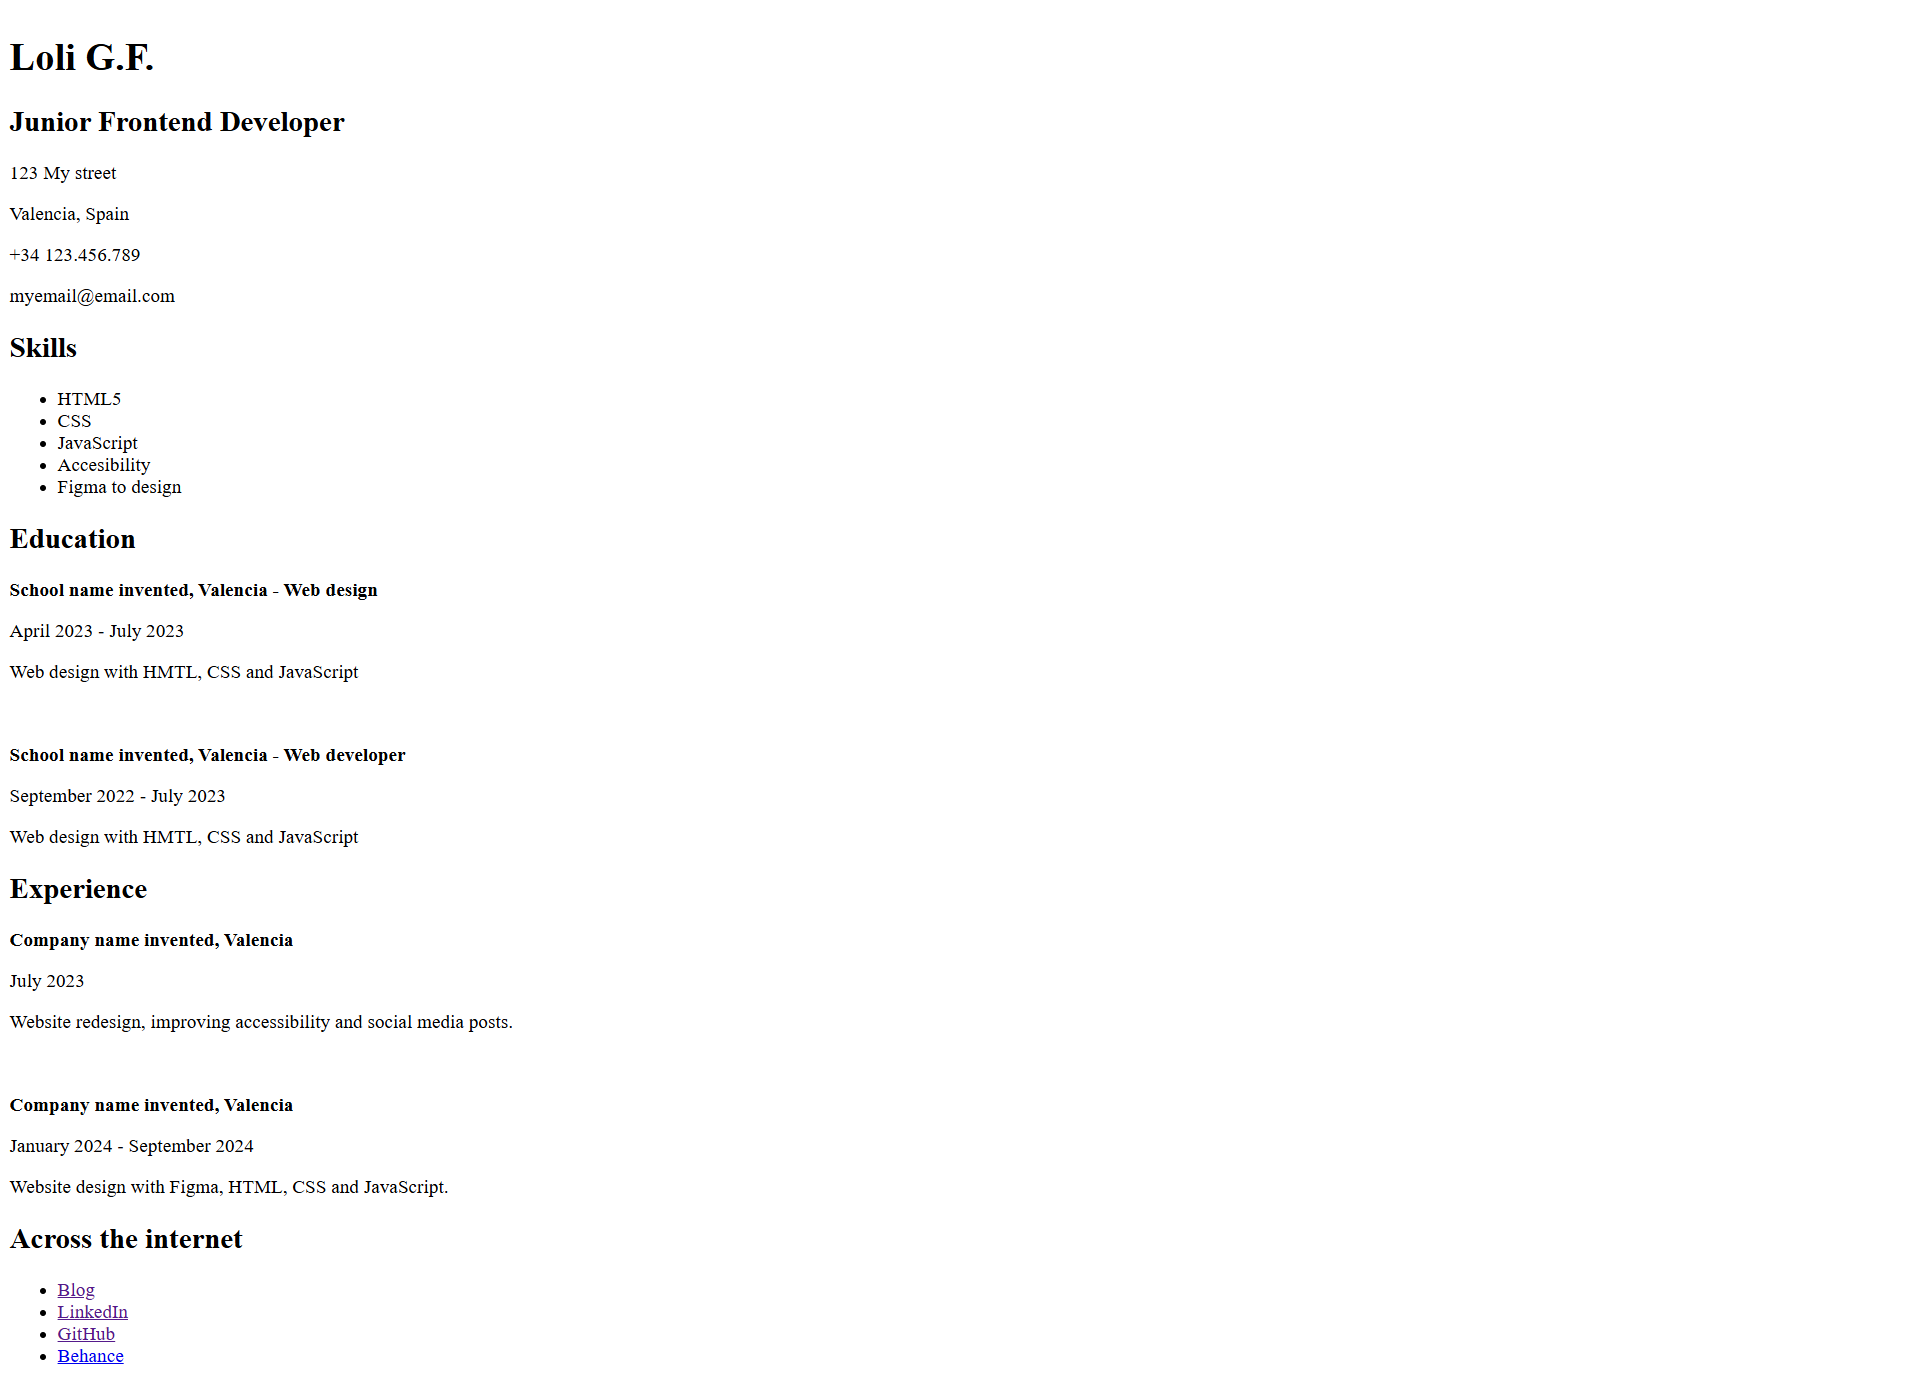 Loli G.F.
Junior Frontend Developer
123 My street
Valencia, Spain
+34 123.456.789
myemail@email.com
Skills
HTML5
CSS
JavaScript
Accesibility
Figma to design
Education
School name invented, Valencia - Web design
April 2023 - July 2023
Web design with HMTL, CSS and JavaScript
School name invented, Valencia - Web developer
September 2022 - July 2023
Web design with HMTL, CSS and JavaScript
Experience
Company name invented, Valencia
July 2023
Website redesign, improving accessibility and social media posts.
Company name invented, Valencia
January 2024 - September 2024
Website design with Figma, HTML, CSS and JavaScript.
Across the internet
Blog
LinkedIn
GitHub
Behance